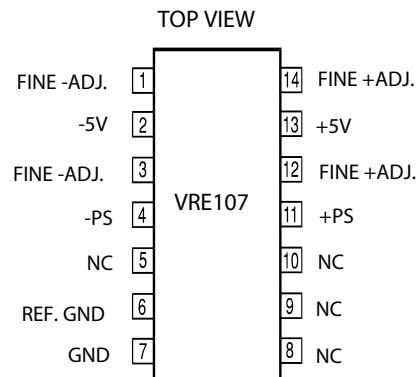 TOP VIEW
FINE -ADJ. 1 14 FINE +ADJ.
-5V 2 13 +5V
FINE -ADJ. 3 12 FINE +ADJ.
VRE107
-PS 4 11 +PS
NC 5 10 NC
REF. GND 6 9 NC
GND 7 8 NC